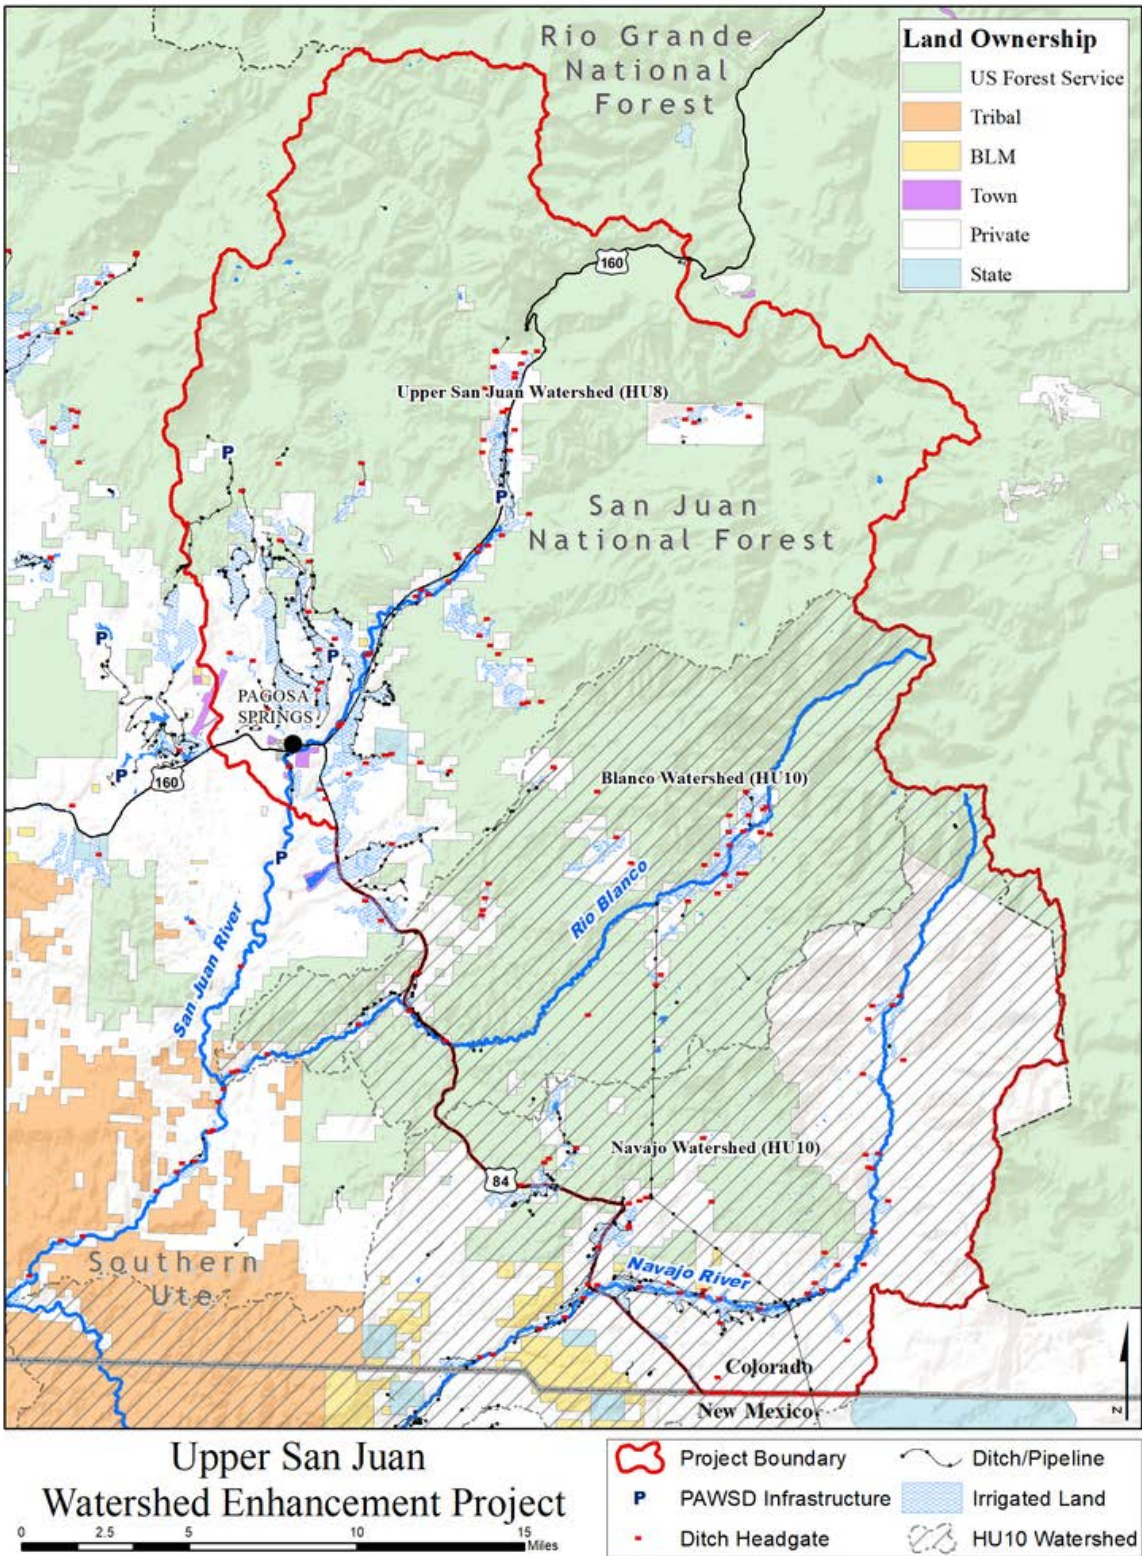 Rio Grande
National
Forest
Land Ownership
US Forest Service
Tribal
BLM
Town
Private
State
160
Upper San Juan Watershed (HU8)
P
P
San Juan
National Forest
P
P
PAGOSA
SPRINGS
P
160
Blanco Watershed (HU10)
P
Rio Blanco
San Juan River
Navajo Watershed (HU10)
84
Southern
Ute
Navajo River
Colorado
New Mexico
N
Upper San Juan
Watershed Enhancement Project
0 2.5 5 10 15
Miles
Project Boundary
Ditch/Pipeline
P PAWSD Infrastructure
Irrigated Land
Ditch Headgate
HU10 Watershed